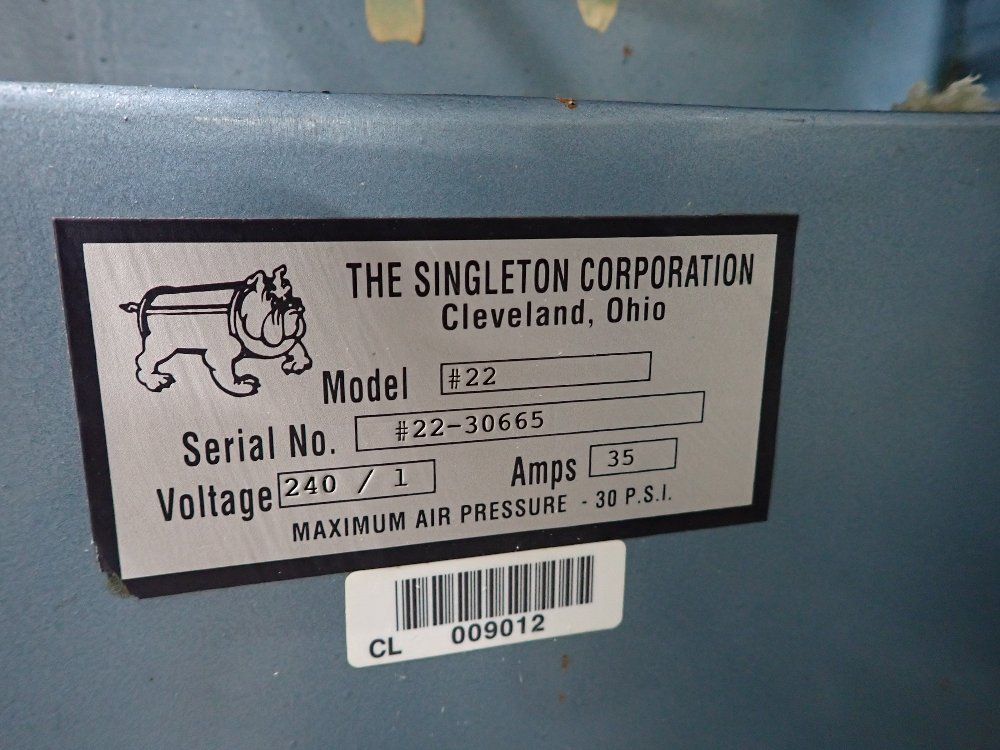 THE SINGLETON CORPORATION
Cleveland, Ohio
Model #22
Serial No. #22-30665
Voltage 240 / 1 Amps 35
MAXIMUM AIR PRESSURE - 30 P.S.I.
CL 009012